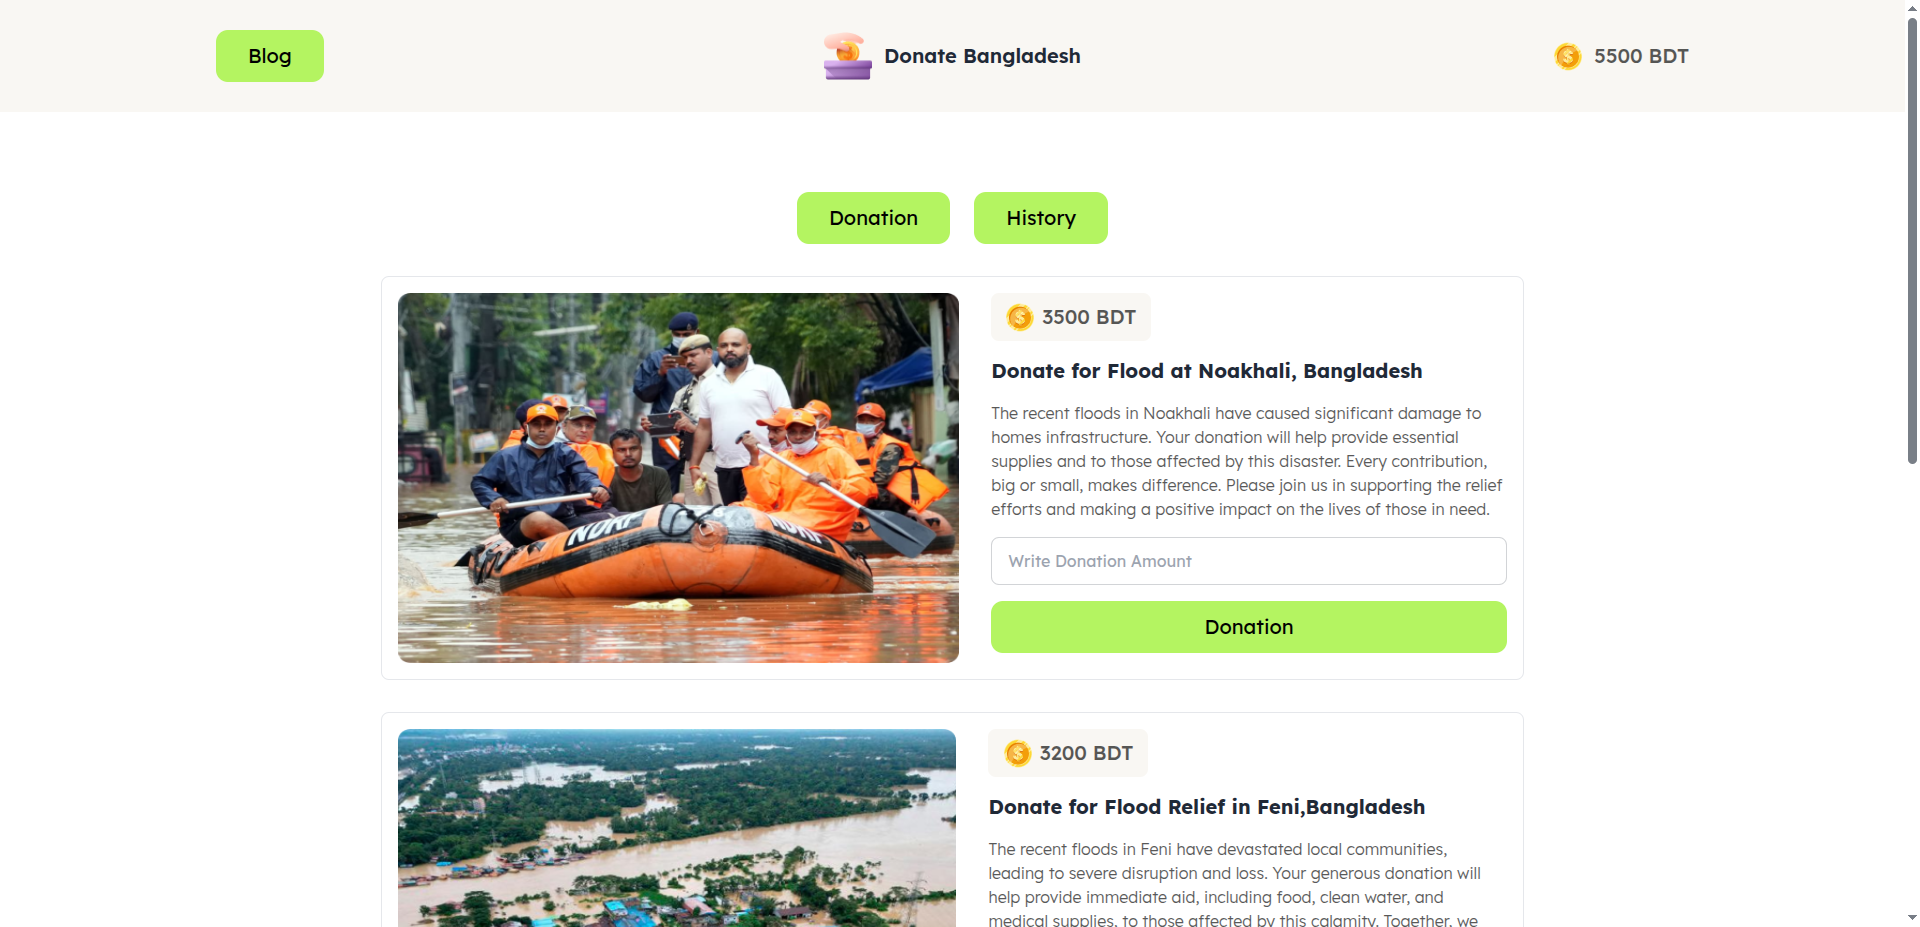 Blog
Donate Bangladesh
5500 BDT
Donation
History
3500 BDT
Donate for Flood at Noakhali, Bangladesh
The recent floods in Noakhali have caused significant damage to
homes infrastructure. Your donation will help provide essential
supplies and to those affected by this disaster. Every contribution,
big or small, makes difference. Please join us in supporting the relief
efforts and making a positive impact on the lives of those in need.
Write Donation Amount
Donation
NDRF
NDRF
3200 BDT
Donate for Flood Relief in Feni,Bangladesh
The recent floods in Feni have devastated local communities,
leading to severe disruption and loss. Your generous donation will
help provide immediate aid, including food, clean water, and
medical supplies, to those affected by this calamity. Together, we